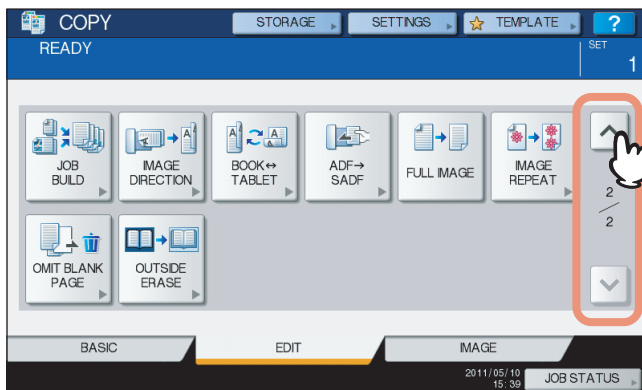 COPY
STORAGE
SETTINGS
TEMPLATE
?
READY
SET
1
JOB
BUILD
IMAGE
DIRECTION
BOOK↔
TABLET
ADF→
SADF
FULL IMAGE
IMAGE
REPEAT
2
2
OMIT BLANK
PAGE
OUTSIDE
ERASE
BASIC
EDIT
IMAGE
2011/05/10
15:39
JOB STATUS